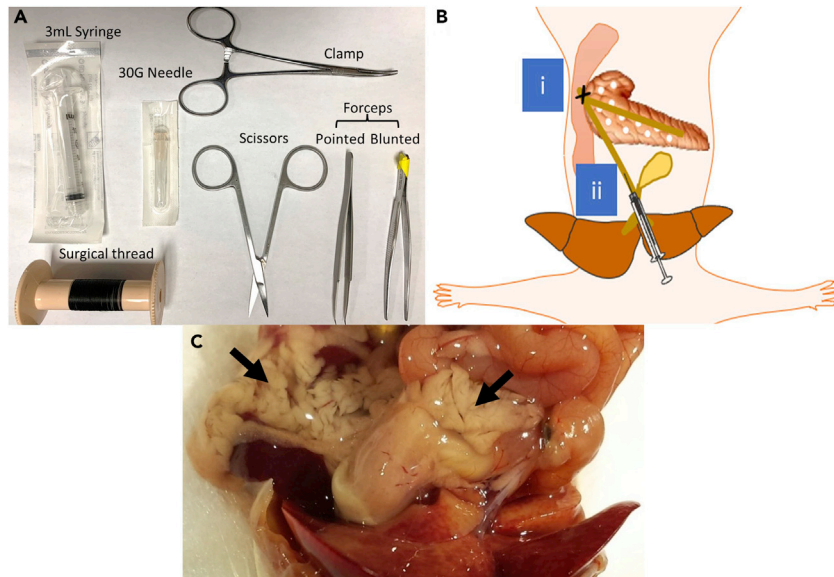 A
3mL Syringe
30G Needle
Clamp
Forceps
Scissors
Pointed
Blunted
Surgical thread
B
i
ii
C